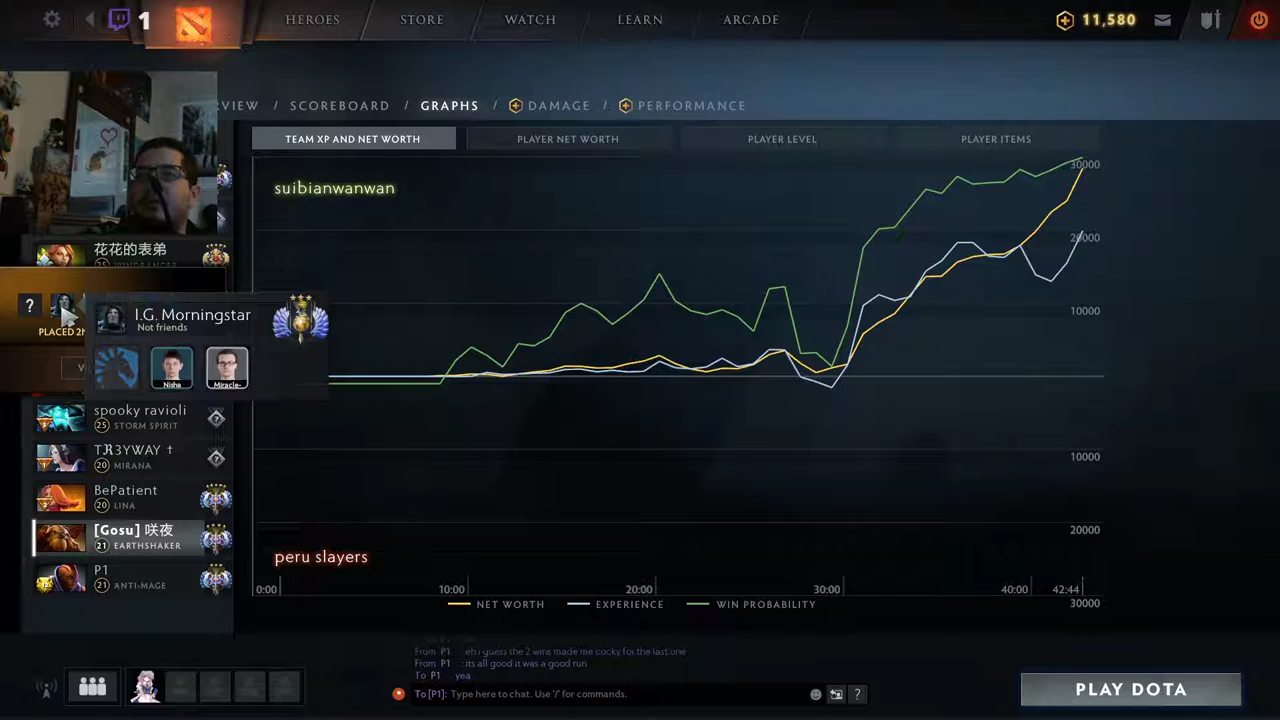 1
HEROES
STORE
WATCH
LEARN
ARCADE
11,580
RVIEW / SCOREBOARD / GRAPHS / DAMAGE / PERFORMANCE
TEAM XP AND NET WORTH
PLAYER NET WORTH
PLAYER LEVEL
PLAYER ITEMS
suibianwanwan
30000
20000
10000
10000
20000
30000
花花的表弟
25 WINDRANGER
?
PLACED 2N
I.G. Morningstar
Not friends
Nisha
Miracle-
V
spooky ravioli
25 STORM SPIRIT
TЯ3YWAY †
20 MIRANA
BePatient
20 LINA
[Gosu] 咲夜
21 EARTHSHAKER
P1
21 ANTI-MAGE
peru slayers
0:00
10:00
20:00
30:00
40:00
42:44
NET WORTH
EXPERIENCE
WIN PROBABILITY
From P1 : eh i guess the 2 wins made me cocky for the last one
From P1 : its all good it was a good run
To P1 : yea
To [P1]: Type here to chat. Use '/' for commands.
?
PLAY DOTA